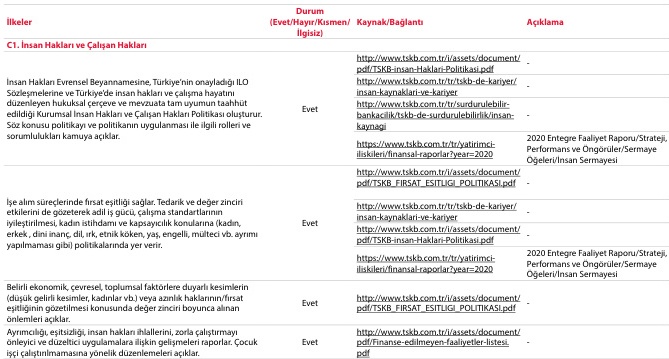 İlkeler
Durum
(Evet/Hayır/Kısmen/
İlgisiz)
Kaynak/Bağlantı
Açıklama
C1. İnsan Hakları ve Çalışan Hakları
İnsan Hakları Evrensel Beyannamesine, Türkiye'nin onayladığı ILO
Sözleşmelerine ve Türkiye'de insan hakları ve çalışma hayatını
düzenleyen hukuksal çerçeve ve mevzuata tam uyumun taahhüt
edildiği Kurumsal İnsan Hakları ve Çalışan Hakları Politikası oluşturur.
Söz konusu politikayı ve politikanın uygulanması ile ilgili rolleri ve
sorumlulukları kamuya açıklar.
Evet
http://www.tskb.com.tr/i/assets/document/
pdf/TSKB-insan-Haklari-Politikasi.pdf
-
http://www.tskb.com.tr/tr/tskb-de-kariyer/
insan-kaynaklari-ve-kariyer
-
http://www.tskb.com.tr/tr/surdurulebilir-
bankacilik/tskb-de-surdurulebilirlik/insan-
kaynagi
-
https://www.tskb.com.tr/tr/yatirimci-
iliskileri/finansal-raporlar?year=2020
2020 Entegre Faaliyet Raporu/Strateji,
Performans ve Öngörüler/Sermaye
Öğeleri/İnsan Sermayesi
İşe alım süreçlerinde fırsat eşitliği sağlar. Tedarik ve değer zinciri
etkilerini de gözeterek adil iş gücü, çalışma standartlarının
iyileştirilmesi, kadın istihdamı ve kapsayıcılık konularına (kadın,
erkek , dini inanç, dil, ırk, etnik köken, yaş, engelli, mülteci vb. ayrımı
yapılmaması gibi) politikalarında yer verir.
Evet
http://www.tskb.com.tr/i/assets/document/
pdf/TSKB_FIRSAT_ESITLIGI_POLITIKASI.pdf
-
http://www.tskb.com.tr/tr/tskb-de-kariyer/
insan-kaynaklari-ve-kariyer
-
http://www.tskb.com.tr/i/assets/document/
pdf/TSKB-insan-Haklari-Politikasi.pdf
-
https://www.tskb.com.tr/tr/yatirimci-
iliskileri/finansal-raporlar?year=2020
2020 Entegre Faaliyet Raporu/Strateji,
Performans ve Öngörüler/Sermaye
Öğeleri/İnsan Sermayesi
Belirli ekonomik, çevresel, toplumsal faktörlere duyarlı kesimlerin
(düşük gelirli kesimler, kadınlar vb.) veya azınlık haklarının/fırsat
eşitliğinin gözetilmesi konusunda değer zinciri boyunca alınan
önlemleri açıklar.
Evet
http://www.tskb.com.tr/i/assets/document/
pdf/TSKB_FIRSAT_ESITLIGI_POLITIKASI.pdf
-
Ayrımcılığı, eşitsizliği, insan hakları ihlallerini, zorla çalıştırmayı
önleyici ve düzeltici uygulamalara ilişkin gelişmeleri raporlar. Çocuk
işçi çalıştırılmamasına yönelik düzenlemeleri açıklar.
Evet
http://www.tskb.com.tr/i/assets/document/
pdf/Finanse-edilmeyen-faaliyetler-listesi.
pdf
-